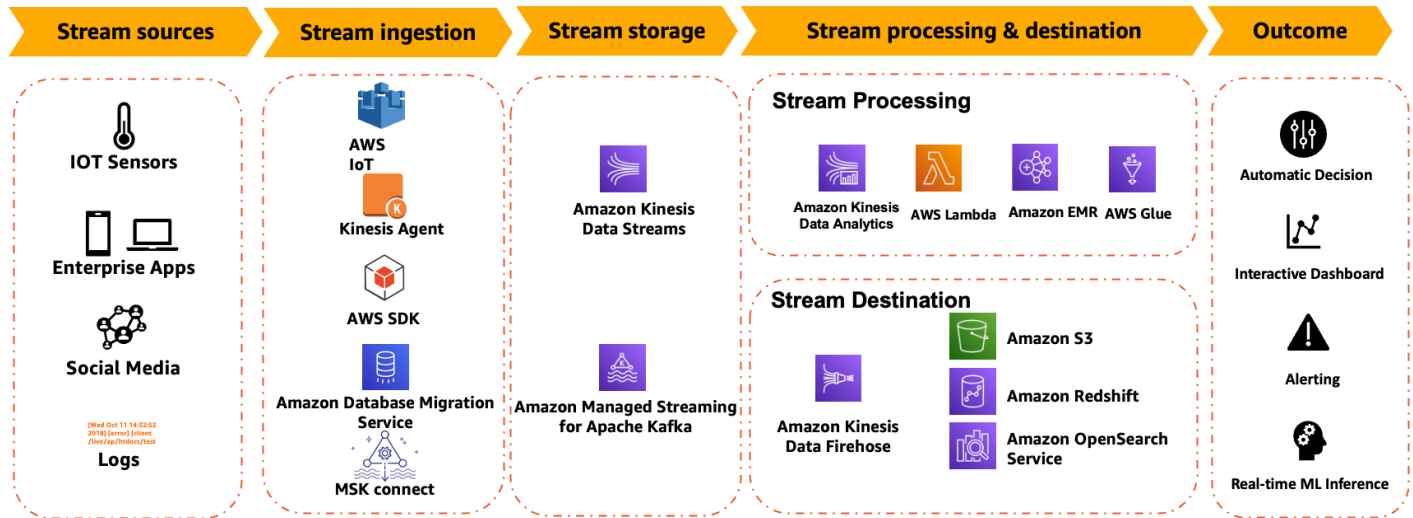 Stream sources
Stream ingestion
Stream storage
Stream processing & destination
Outcome
IOT Sensors
Enterprise Apps
Social Media
[Wed Oct 11 14:32:52
2018] [error] [client
/live/ap/htdocs/test
Logs
AWS
IoT
K
Kinesis Agent
AWS SDK
Amazon Database Migration
Service
MSK connect
Amazon Kinesis
Data Streams
K
Amazon Managed Streaming
for Apache Kafka
Stream Processing
Amazon Kinesis
Data Analytics
AWS Lambda
Amazon EMR
AWS Glue
Stream Destination
Amazon Kinesis
Data Firehose
Amazon S3
Amazon Redshift
Amazon OpenSearch
Service
Automatic Decision
Interactive Dashboard
Alerting
Real-time ML Inference